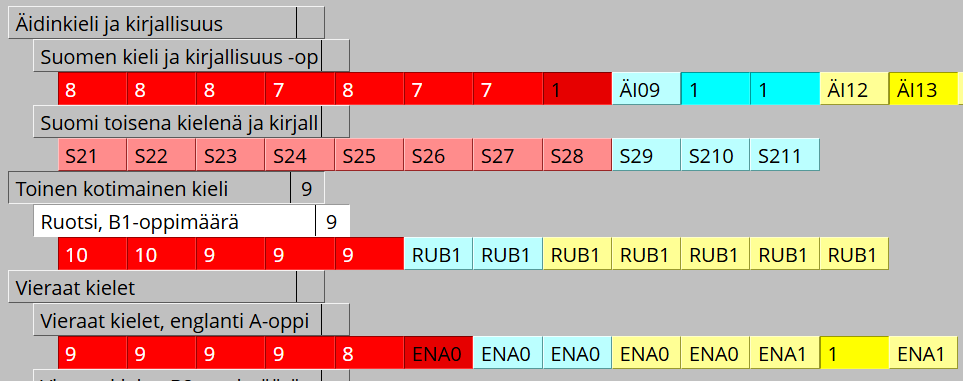 Äidinkieli ja kirjallisuus
Suomen kieli ja kirjallisuus -op
8 8 8 7 8 7 7 1 ÄI09 1 1 ÄI12 ÄI13
Suomi toisena kielenä ja kirjall
S21 S22 S23 S24 S25 S26 S27 S28 S29 S210 S211
Toinen kotimainen kieli 9
Ruotsi, B1-oppimäärä 9
10 10 9 9 9 RUB1 RUB1 RUB1 RUB1 RUB1 RUB1 RUB1
Vieraat kielet
Vieraat kielet, englanti A-oppi
9 9 9 9 8 ENA0 ENA0 ENA0 ENA0 ENA0 ENA1 1 ENA1